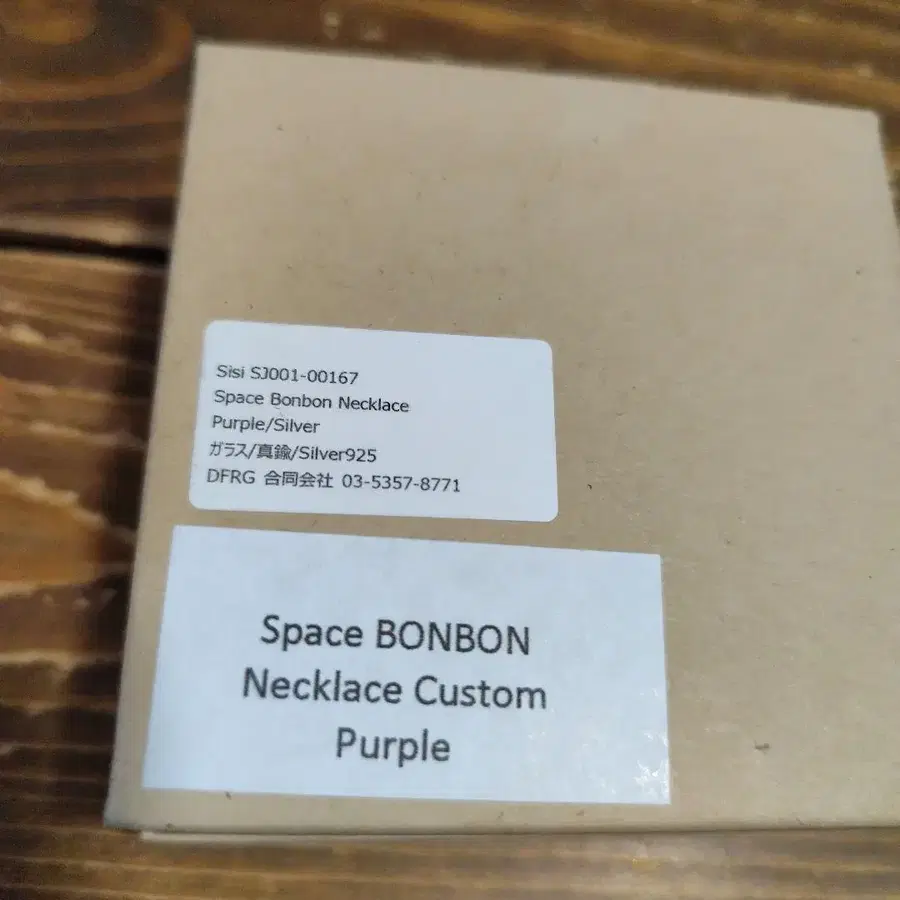 Sisi SJ001-00167
Space Bonbon Necklace
Purple/Silver
ガラス/真鍮/Silver925
DFRG 合同会社 03-5357-8771
Space BONBON
Necklace Custom
Purple